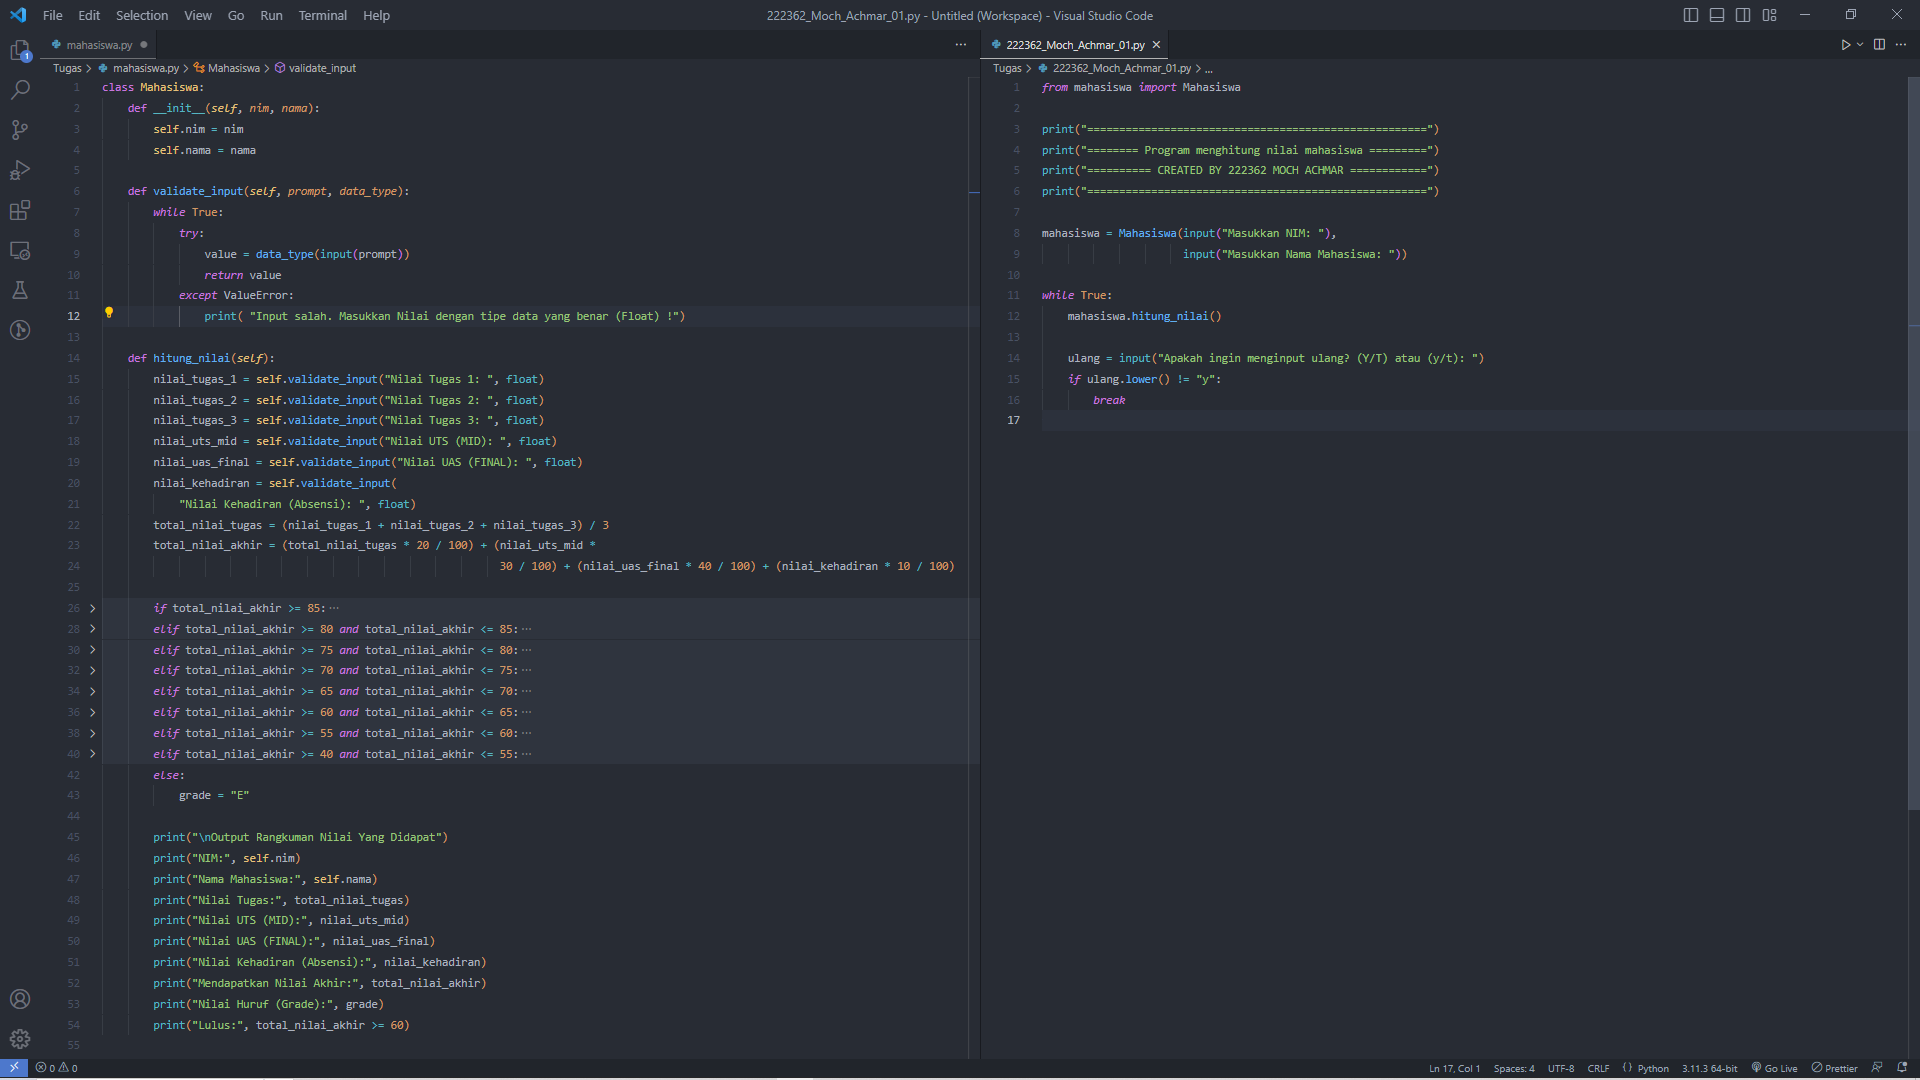 File Edit Selection View Go Run Terminal Help
222362_Moch_Achmar_01.py - Untitled (Workspace) - Visual Studio Code
mahasiswa.py
Tugas > mahasiswa.py > Mahasiswa > validate_input
1 class Mahasiswa:
2 def __init__(self, nim, nama):
3 self.nim = nim
4 self.nama = nama
5
6 def validate_input(self, prompt, data_type):
7 while True:
8 try:
9 value = data_type(input(prompt))
10 return value
11 except ValueError:
12 print( "Input salah. Masukkan Nilai dengan tipe data yang benar (Float) !")
13
14 def hitung_nilai(self):
15 nilai_tugas_1 = self.validate_input("Nilai Tugas 1: ", float)
16 nilai_tugas_2 = self.validate_input("Nilai Tugas 2: ", float)
17 nilai_tugas_3 = self.validate_input("Nilai Tugas 3: ", float)
18 nilai_uts_mid = self.validate_input("Nilai UTS (MID): ", float)
19 nilai_uas_final = self.validate_input("Nilai UAS (FINAL): ", float)
20 nilai_kehadiran = self.validate_input(
21 "Nilai Kehadiran (Absensi): ", float)
22 total_nilai_tugas = (nilai_tugas_1 + nilai_tugas_2 + nilai_tugas_3) / 3
23 total_nilai_akhir = (total_nilai_tugas * 20 / 100) + (nilai_uts_mid *
24 30 / 100) + (nilai_uas_final * 40 / 100) + (nilai_kehadiran * 10 / 100)
25
26 if total_nilai_akhir >= 85:···
28 elif total_nilai_akhir >= 80 and total_nilai_akhir <= 85:···
30 elif total_nilai_akhir >= 75 and total_nilai_akhir <= 80:···
32 elif total_nilai_akhir >= 70 and total_nilai_akhir <= 75:···
34 elif total_nilai_akhir >= 65 and total_nilai_akhir <= 70:···
36 elif total_nilai_akhir >= 60 and total_nilai_akhir <= 65:···
38 elif total_nilai_akhir >= 55 and total_nilai_akhir <= 60:···
40 elif total_nilai_akhir >= 40 and total_nilai_akhir <= 55:···
42 else:
43 grade = "E"
44
45 print("\nOutput Rangkuman Nilai Yang Didapat")
46 print("NIM:", self.nim)
47 print("Nama Mahasiswa:", self.nama)
48 print("Nilai Tugas:", total_nilai_tugas)
49 print("Nilai UTS (MID):", nilai_uts_mid)
50 print("Nilai UAS (FINAL):", nilai_uas_final)
51 print("Nilai Kehadiran (Absensi):", nilai_kehadiran)
52 print("Mendapatkan Nilai Akhir:", total_nilai_akhir)
53 print("Nilai Huruf (Grade):", grade)
54 print("Lulus:", total_nilai_akhir >= 60)
55
222362_Moch_Achmar_01.py
Tugas > 222362_Moch_Achmar_01.py > ...
1 from mahasiswa import Mahasiswa
2
3 print("=====================================================")
4 print("======== Program menghitung nilai mahasiswa =========")
5 print("========== CREATED BY 222362 MOCH ACHMAR ============")
6 print("=====================================================")
7
8 mahasiswa = Mahasiswa(input("Masukkan NIM: "),
9 input("Masukkan Nama Mahasiswa: "))
10
11 while True:
12 mahasiswa.hitung_nilai()
13
14 ulang = input("Apakah ingin menginput ulang? (Y/T) atau (y/t): ")
15 if ulang.lower() != "y":
16 break
17
1
0 0
Ln 17, Col 1 Spaces: 4 UTF-8 CRLF Python 3.11.3 64-bit Go Live Prettier